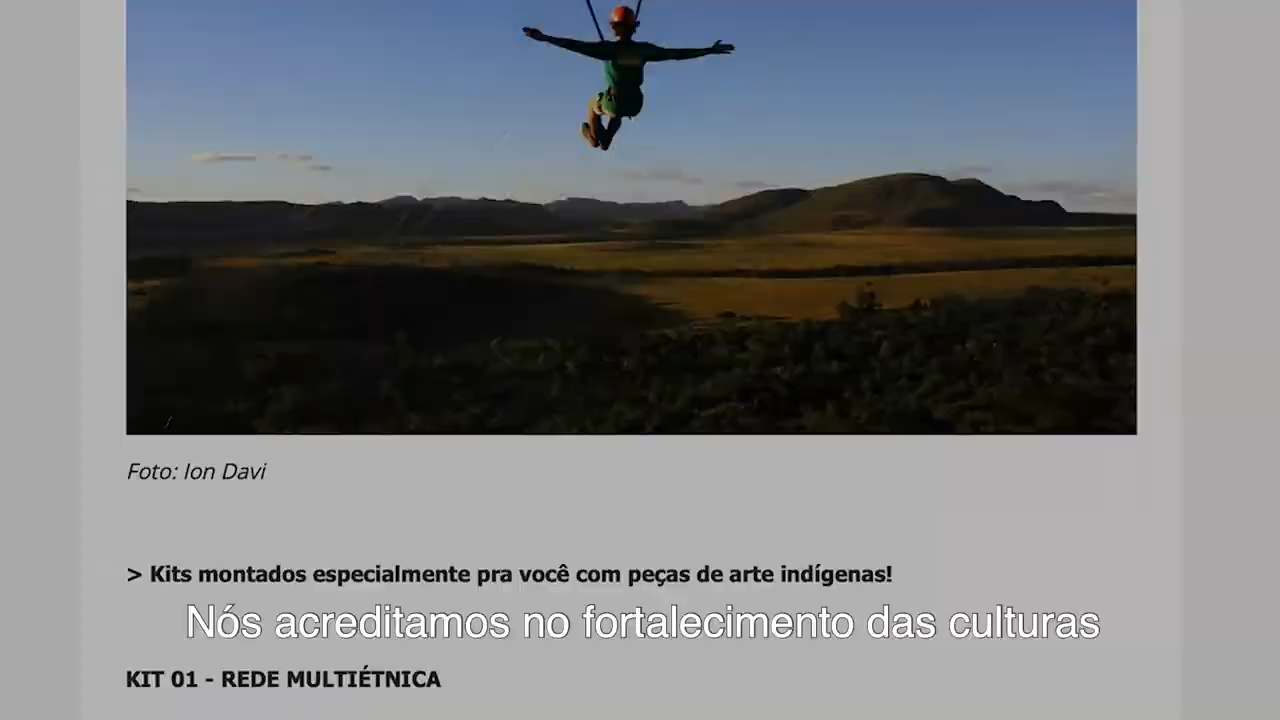 Foto: Ion Davi
> Kits montados especialmente pra você com peças de arte indígenas!
Nós acreditamos no fortalecimento das culturas
KIT 01 - REDE MULTIÉTNICA